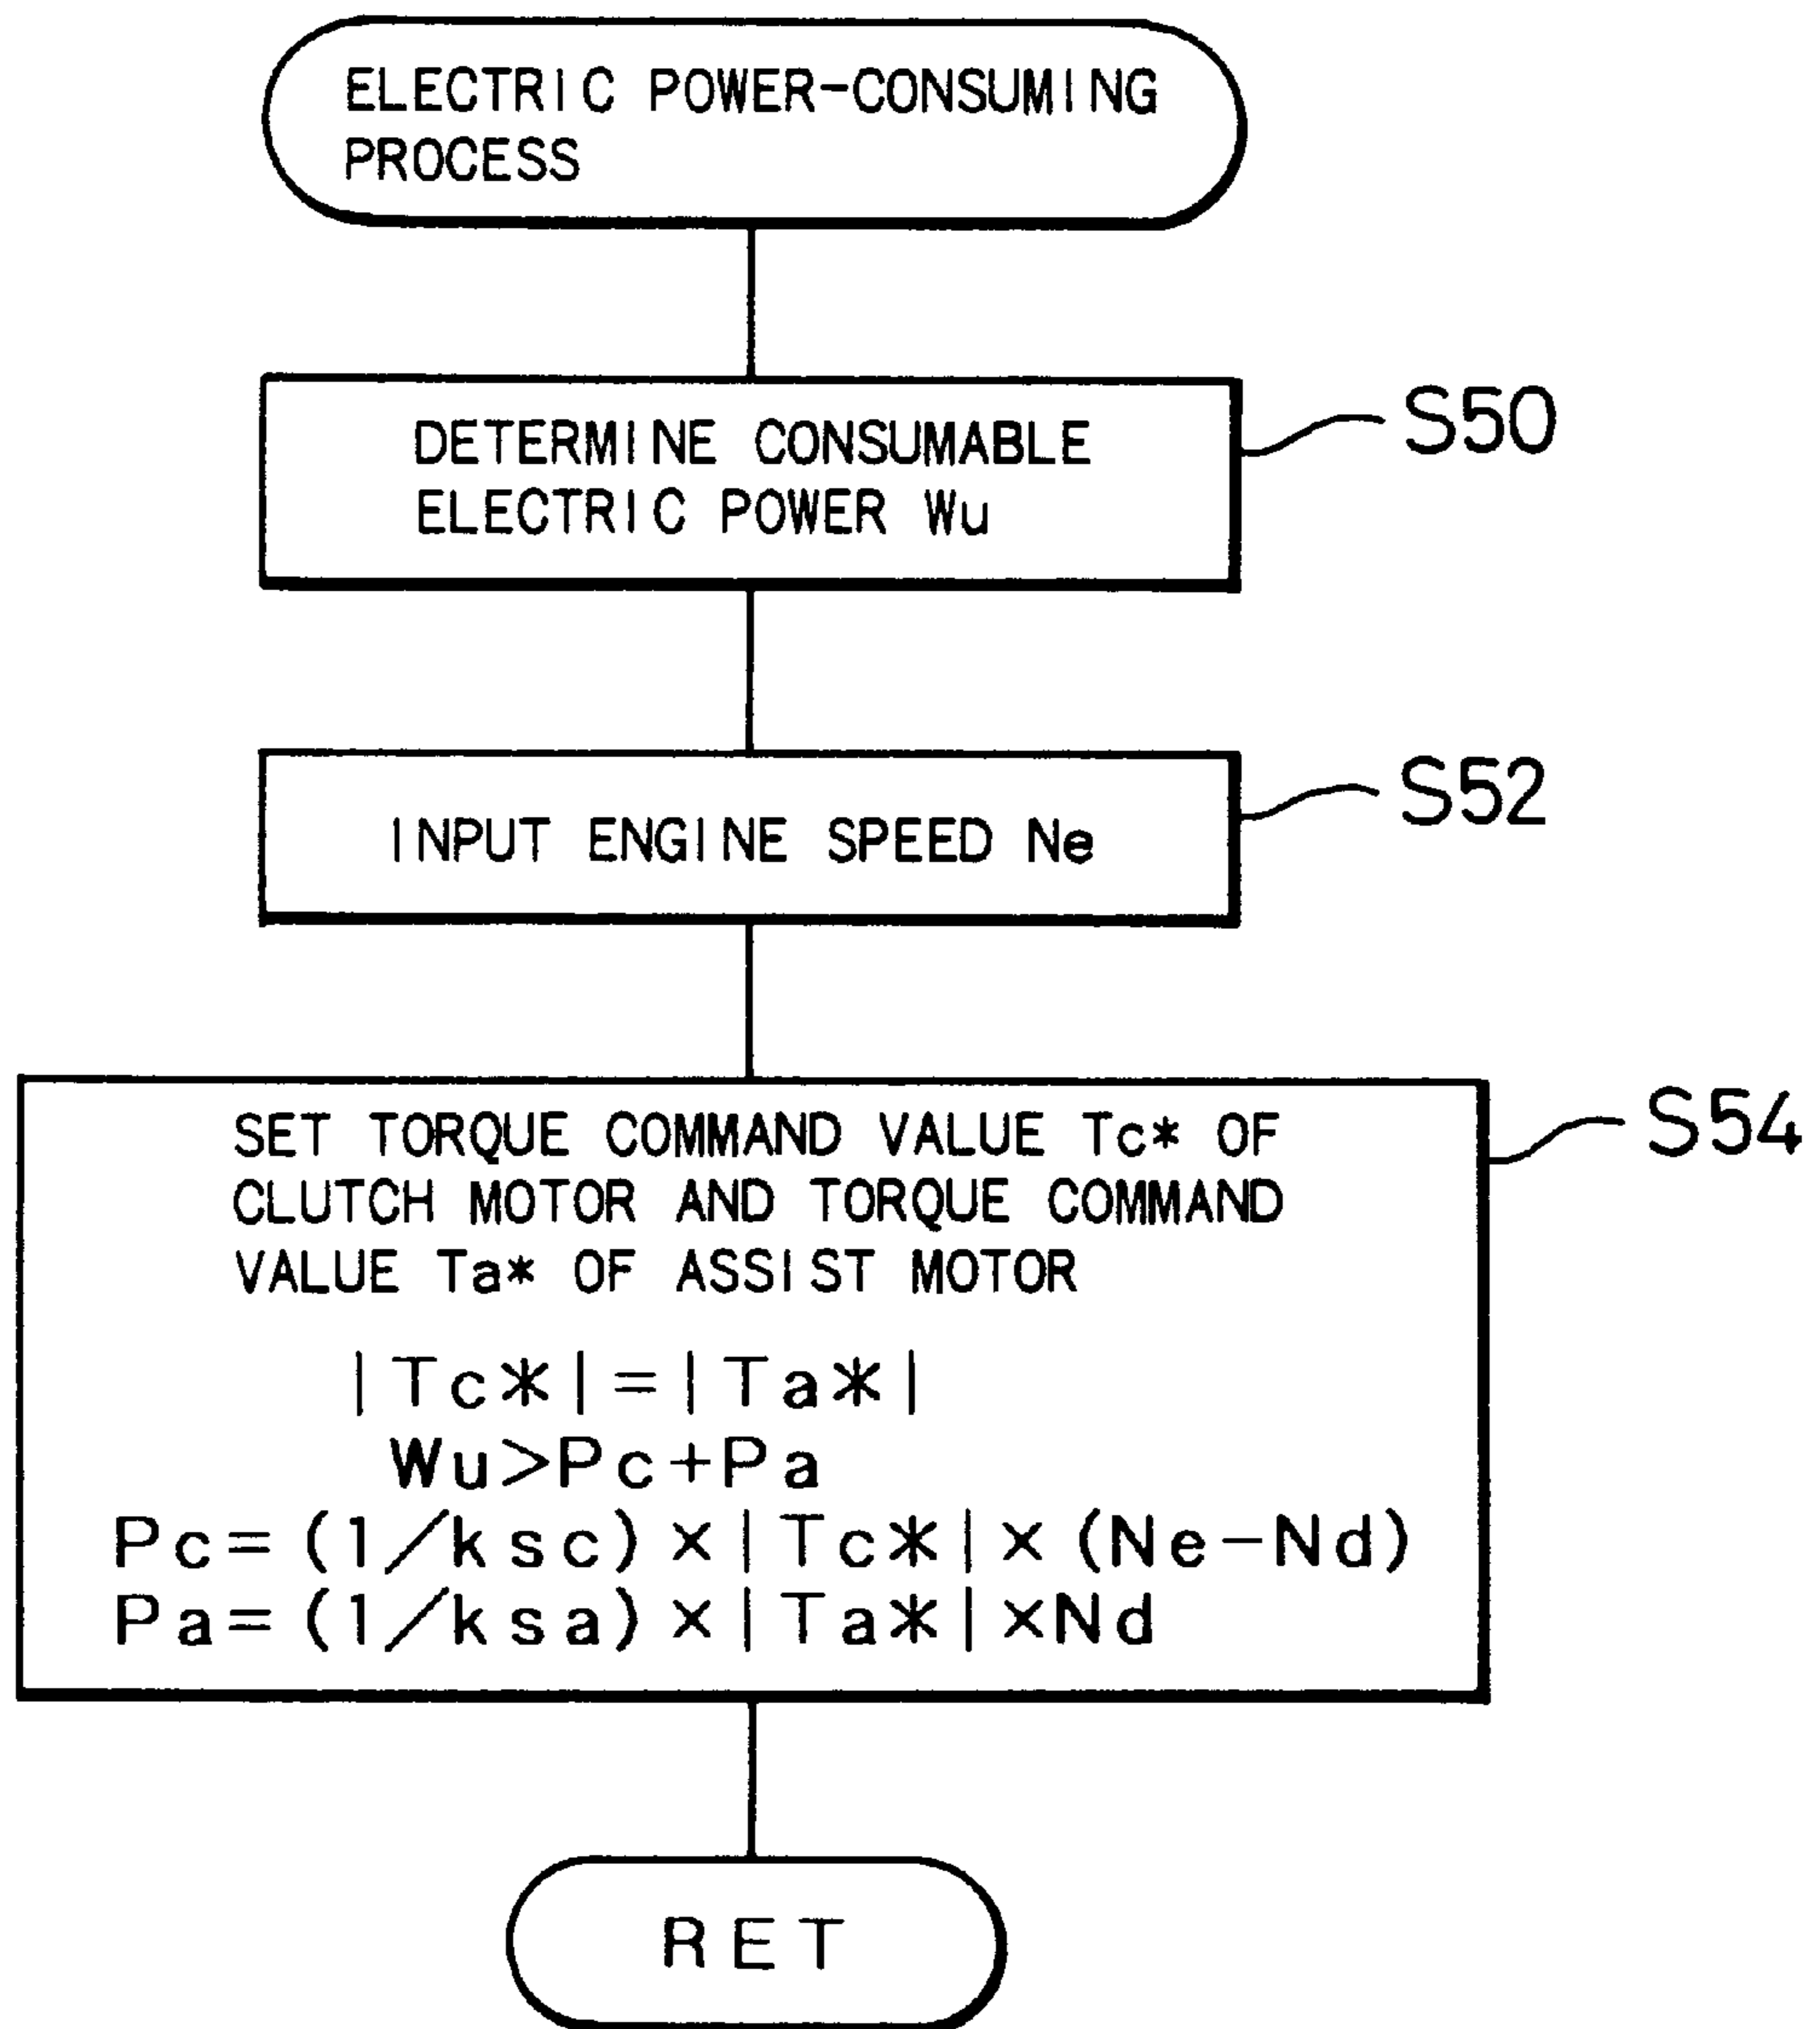 ELECTRIC POWER-CONSUMING
PROCESS
DETERMINE CONSUMABLE
ELECTRIC POWER Wu
S50
INPUT ENGINE SPEED Ne
S52
SET TORQUE COMMAND VALUE Tc* OF
CLUTCH MOTOR AND TORQUE COMMAND
VALUE Ta* OF ASSIST MOTOR
|Tc*|=|Ta*|
Wu>Pc+Pa
Pc=(1/ksc)×|Tc*|×(Ne-Nd)
Pa=(1/ksa)×|Ta*|×Nd
S54
RET